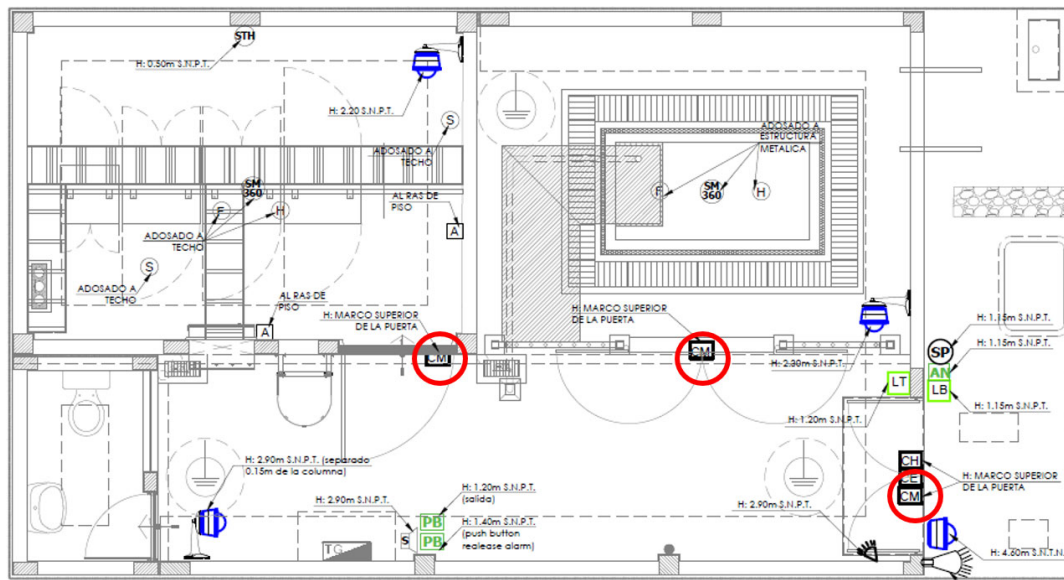 STH
H: 0.50m S.N.P.T.
H: 2.20 S.N.P.T.
S
ADOSADO A
TECHO
ADOSADO A
ESTRUCTURA
METALICA
F
SM
360
H
SM
360
AL RAS DE
PISO
F
H
A
ADOSADO A
TECHO
S
ADOSADO A
TECHO
AL RAS DE
PISO
A
H: MARCO SUPERIOR
DE LA PUERTA
CM
H: MARCO SUPERIOR
DE LA PUERTA
CM
H: 2.30m S.N.P.T.
H: 1.15m S.N.P.T.
SP
H: 1.15m S.N.P.T.
AN
LT
LB
H: 1.20m S.N.P.T.
H: 1.15m S.N.P.T.
H: 2.90m S.N.P.T. (separado
0.15m de la columna)
H: 2.90m S.N.P.T.
H: 1.20m S.N.P.T.
(salida)
PB
H: 1.40m S.N.P.T.
(push button
realease alarm)
PB
S
TG
CH
CE
CM
H: MARCO SUPERIOR
DE LA PUERTA
H: 2.90m S.N.P.T.
H: 4.60m S.N.T.N.